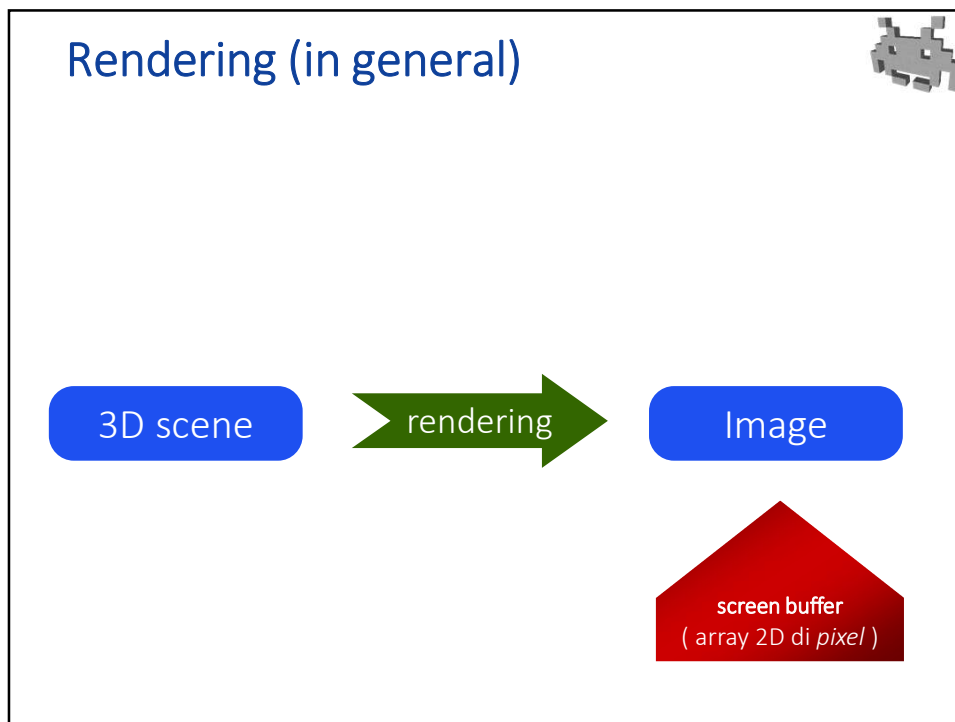 Rendering (in general)
3D scene
rendering
Image
screen buffer
( array 2D di pixel )